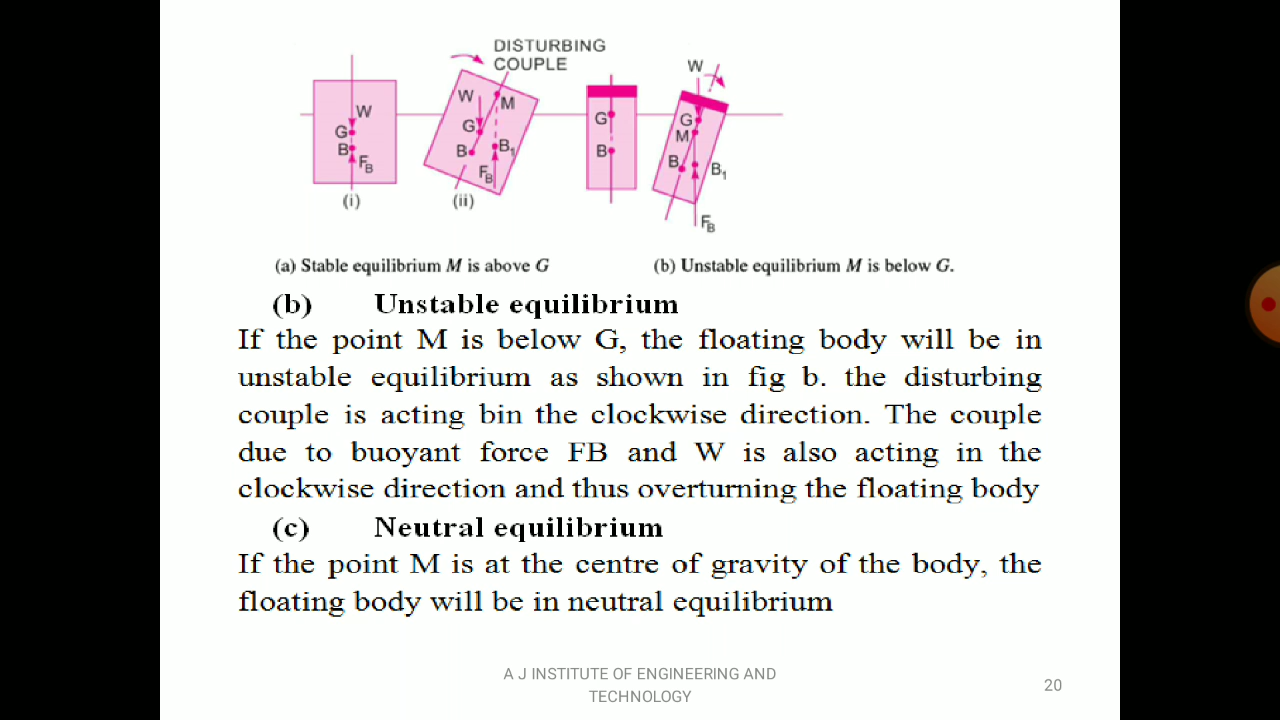 DISTURBING
COUPLE
W
G
B
FB
(i)
W
M
G
B
B1
FB
(ii)
G
B
W
G
M
B
B1
FB
(a) Stable equilibrium M is above G
(b) Unstable equilibrium M is below G.
(b) Unstable equilibrium
If the point M is below G, the floating body will be in
unstable equilibrium as shown in fig b. the disturbing
couple is acting bin the clockwise direction. The couple
due to buoyant force FB and W is also acting in the
clockwise direction and thus overturning the floating body
(c) Neutral equilibrium
If the point M is at the centre of gravity of the body, the
floating body will be in neutral equilibrium
A J INSTITUTE OF ENGINEERING AND
TECHNOLOGY
20